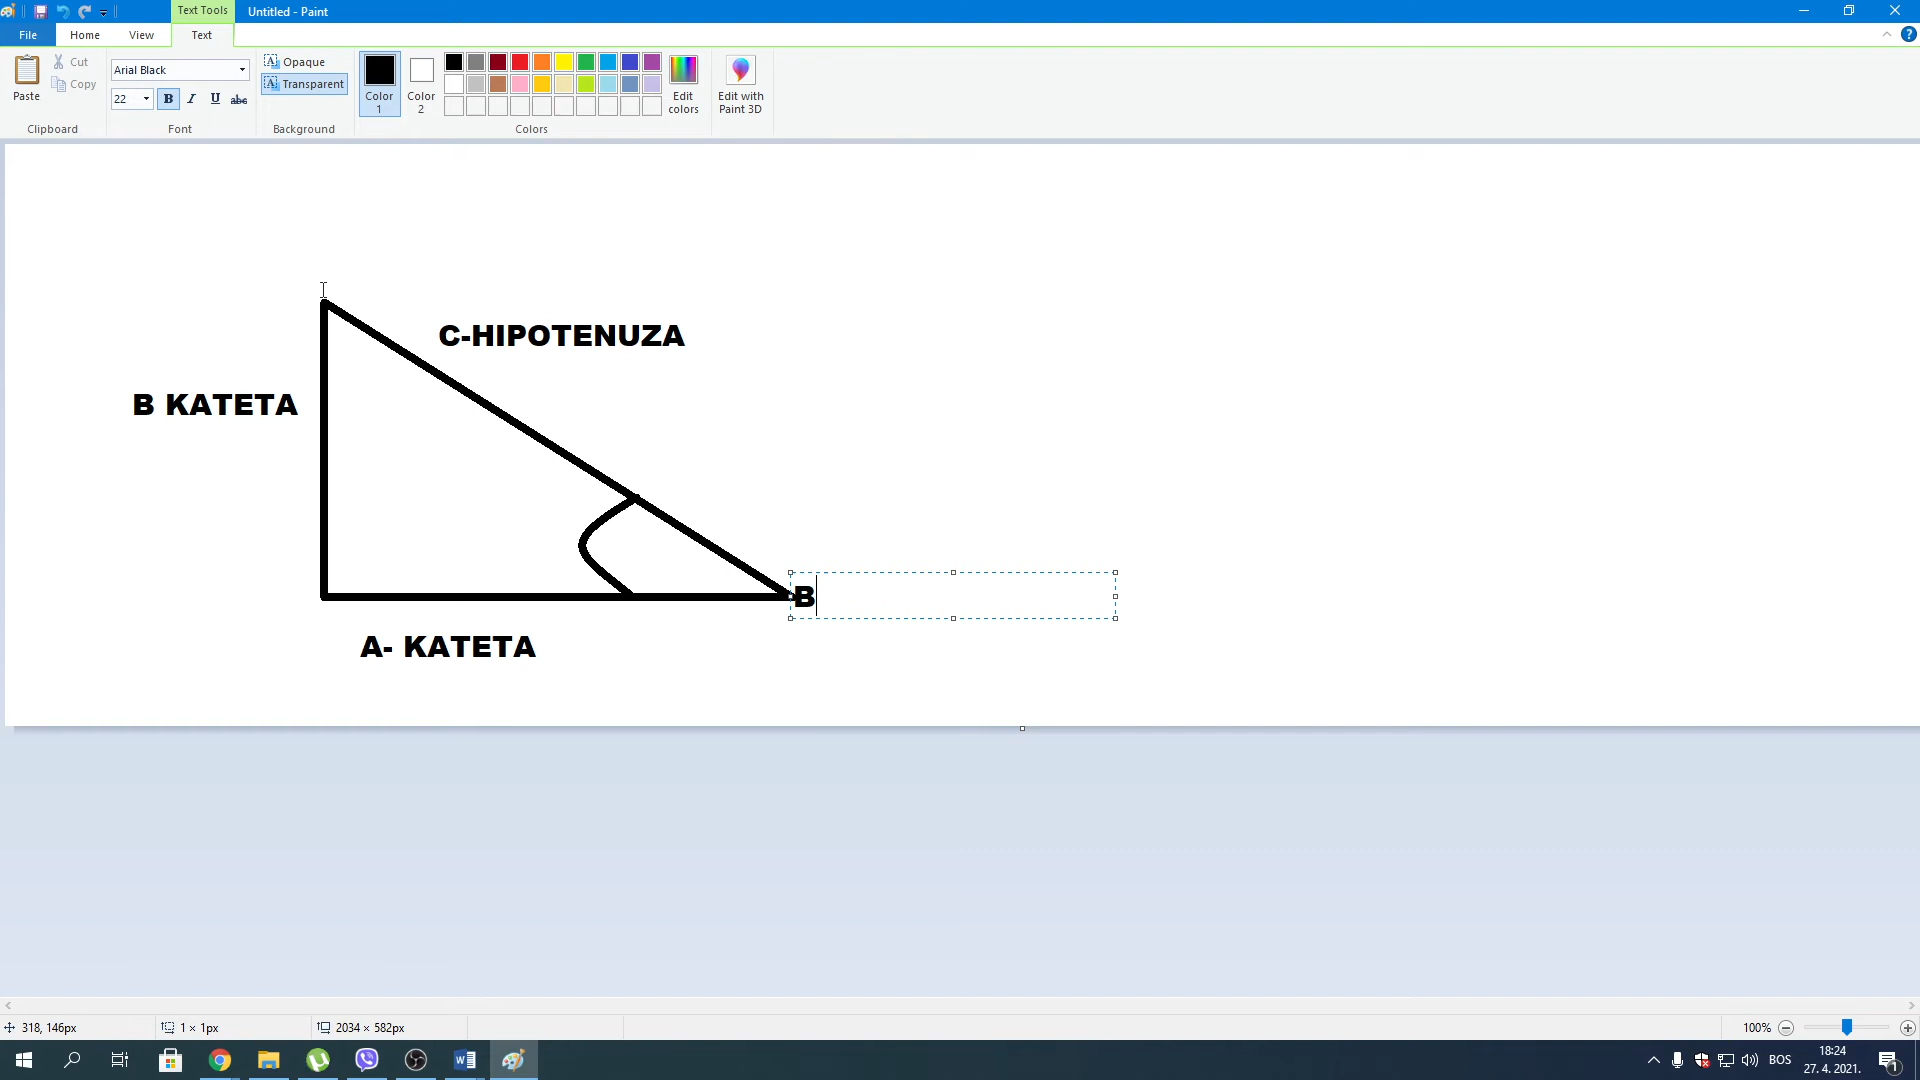 Text Tools
Untitled - Paint
File
Home
View
Text
Paste
Cut
Copy
Clipboard
Arial Black
22
B
I
U
abc
Font
A
Opaque
A
Transparent
Background
Color
1
Color
2
Edit
colors
Colors
Edit with
Paint 3D
C-HIPOTENUZA
B KATETA
B
A- KATETA
318, 146px
1 × 1px
2034 × 582px
100%
BOS
18:24
27. 4. 2021.
1